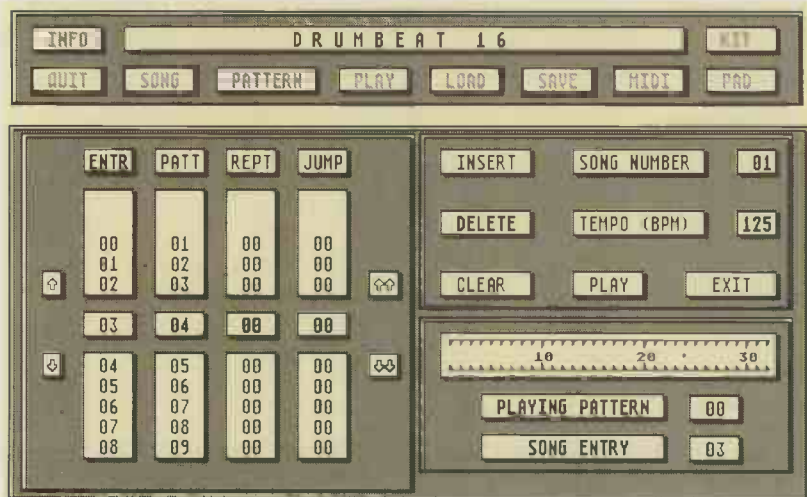 INFO DRUMBEAT 16 KIT
QUIT SONG PATTERN PLAY LOAD SAVE MIDI PAD
ENTR PATT REPT JUMP
00 01 00 00
01 02 00 00
02 03 00 00
03 04 00 00
04 05 00 00
05 06 00 00
06 07 00 00
07 08 00 00
08 09 00 00
INSERT SONG NUMBER 01
DELETE TEMPO (BPM) 125
CLEAR PLAY EXIT
10 20 30
PLAYING PATTERN 00
SONG ENTRY 03